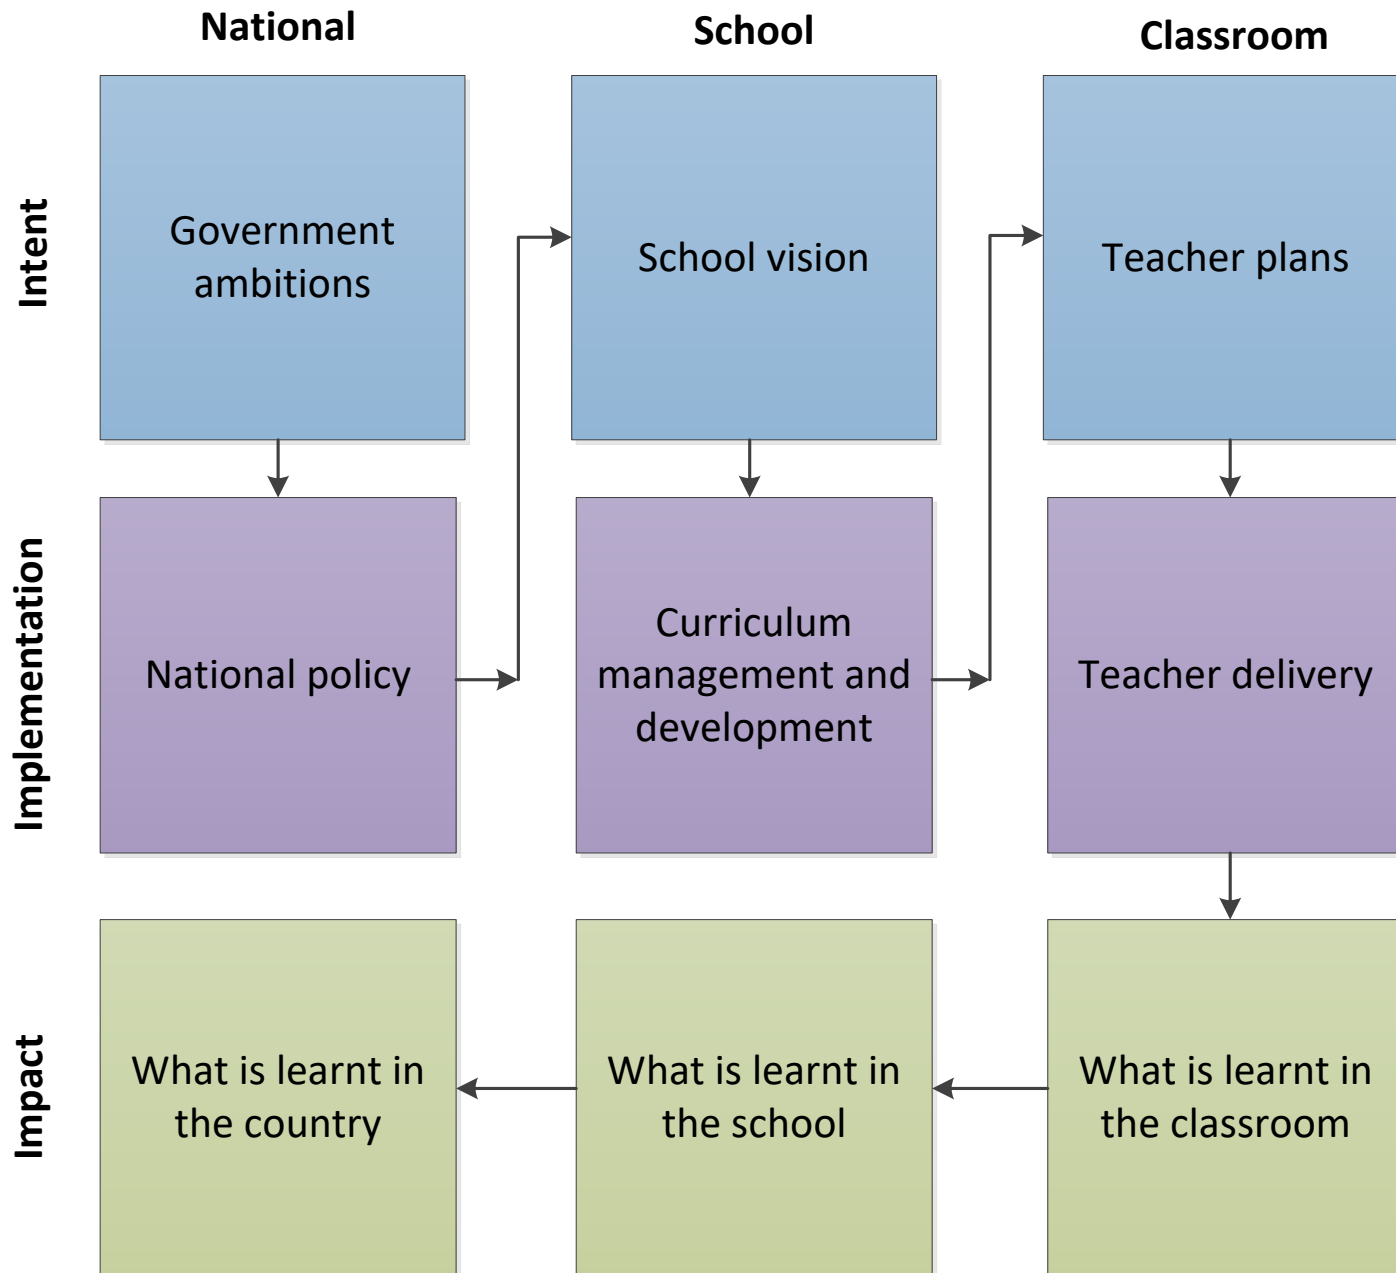 National
School
Classroom
Intent
Government
ambitions
School vision
Teacher plans
Implementation
National policy
Curriculum
management and
development
Teacher delivery
Impact
What is learnt in
the country
What is learnt in
the school
What is learnt in
the classroom